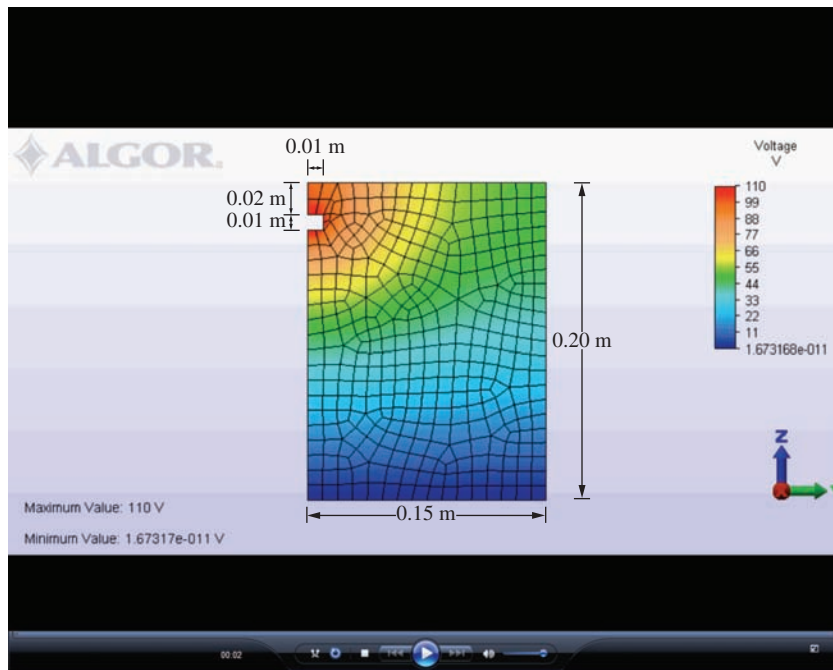 ALGOR
0.01 m
0.02 m
0.01 m
Voltage
V
110
99
88
77
66
55
44
33
22
11
1.673168e-011
0.20 m
0.15 m
Z
Y
Maximum Value: 110 V
Minimum Value: 1.67317e-011 V
00:02